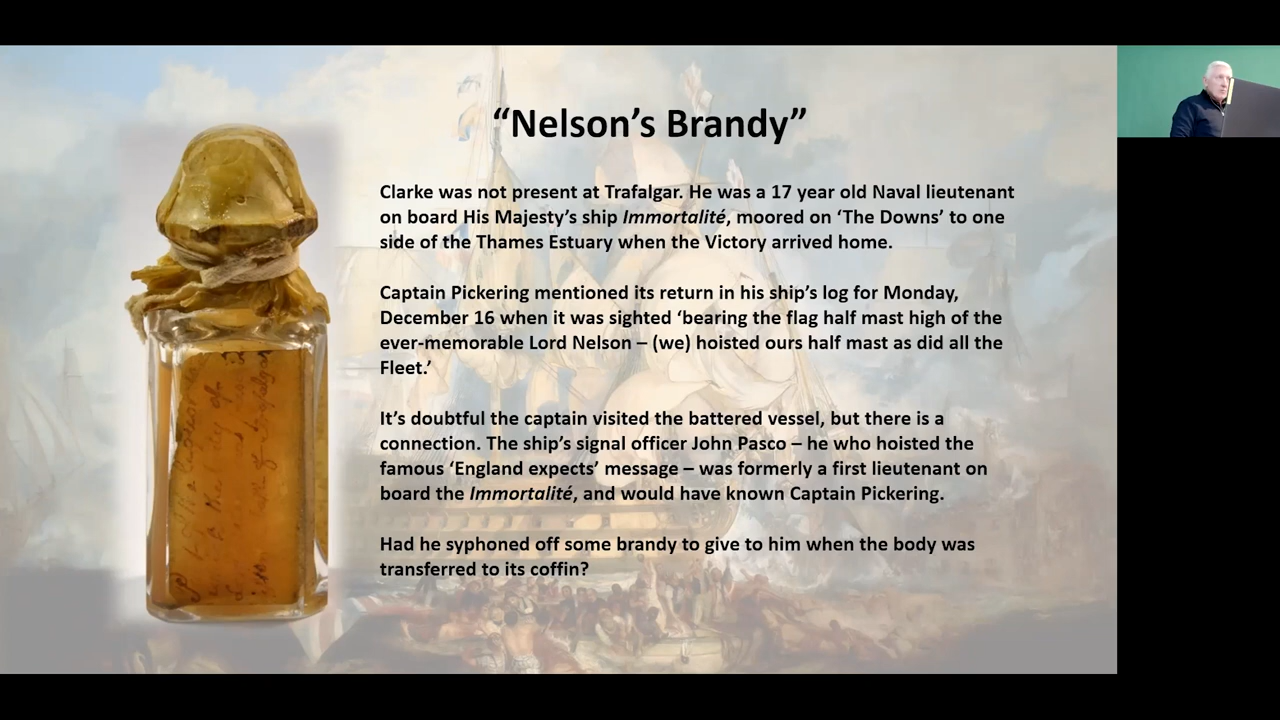 “Nelson’s Brandy”
Clarke was not present at Trafalgar. He was a 17 year old Naval lieutenant
on board His Majesty’s ship Immortalité, moored on ‘The Downs’ to one
side of the Thames Estuary when the Victory arrived home.
Captain Pickering mentioned its return in his ship’s log for Monday,
December 16 when it was sighted ‘bearing the flag half mast high of the
ever-memorable Lord Nelson – (we) hoisted ours half mast as did all the
Fleet.’
It’s doubtful the captain visited the battered vessel, but there is a
connection. The ship’s signal officer John Pasco – he who hoisted the
famous ‘England expects’ message – was formerly a first lieutenant on
board the Immortalité, and would have known Captain Pickering.
Had he syphoned off some brandy to give to him when the body was
transferred to its coffin?